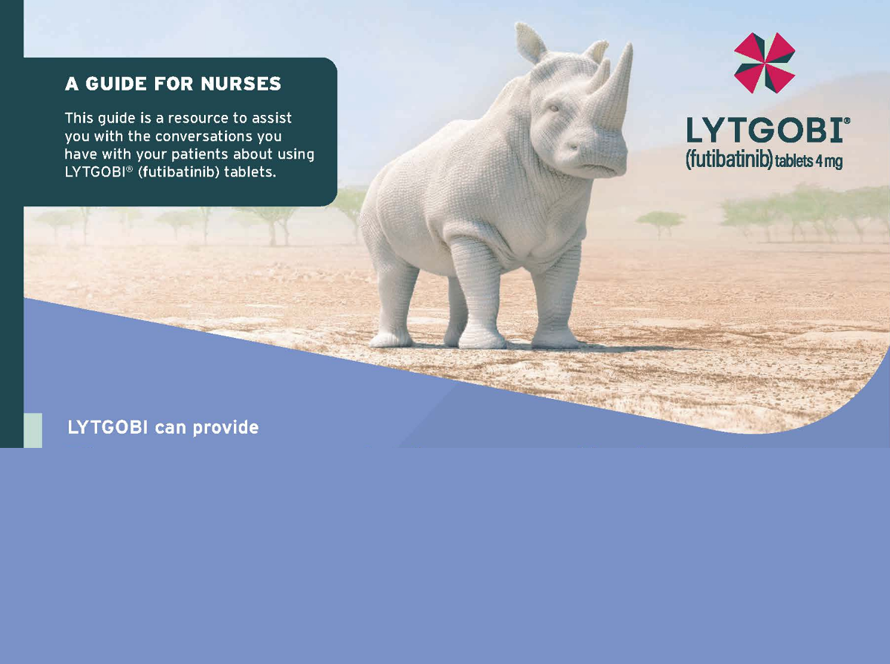 A GUIDE FOR NURSES
This guide is a resource to assist
you with the conversations you
have with your patients about using
LYTGOBI® (futibatinib) tablets.
LYTGOBI®
(futibatinib) tablets 4 mg
LYTGOBI can provide